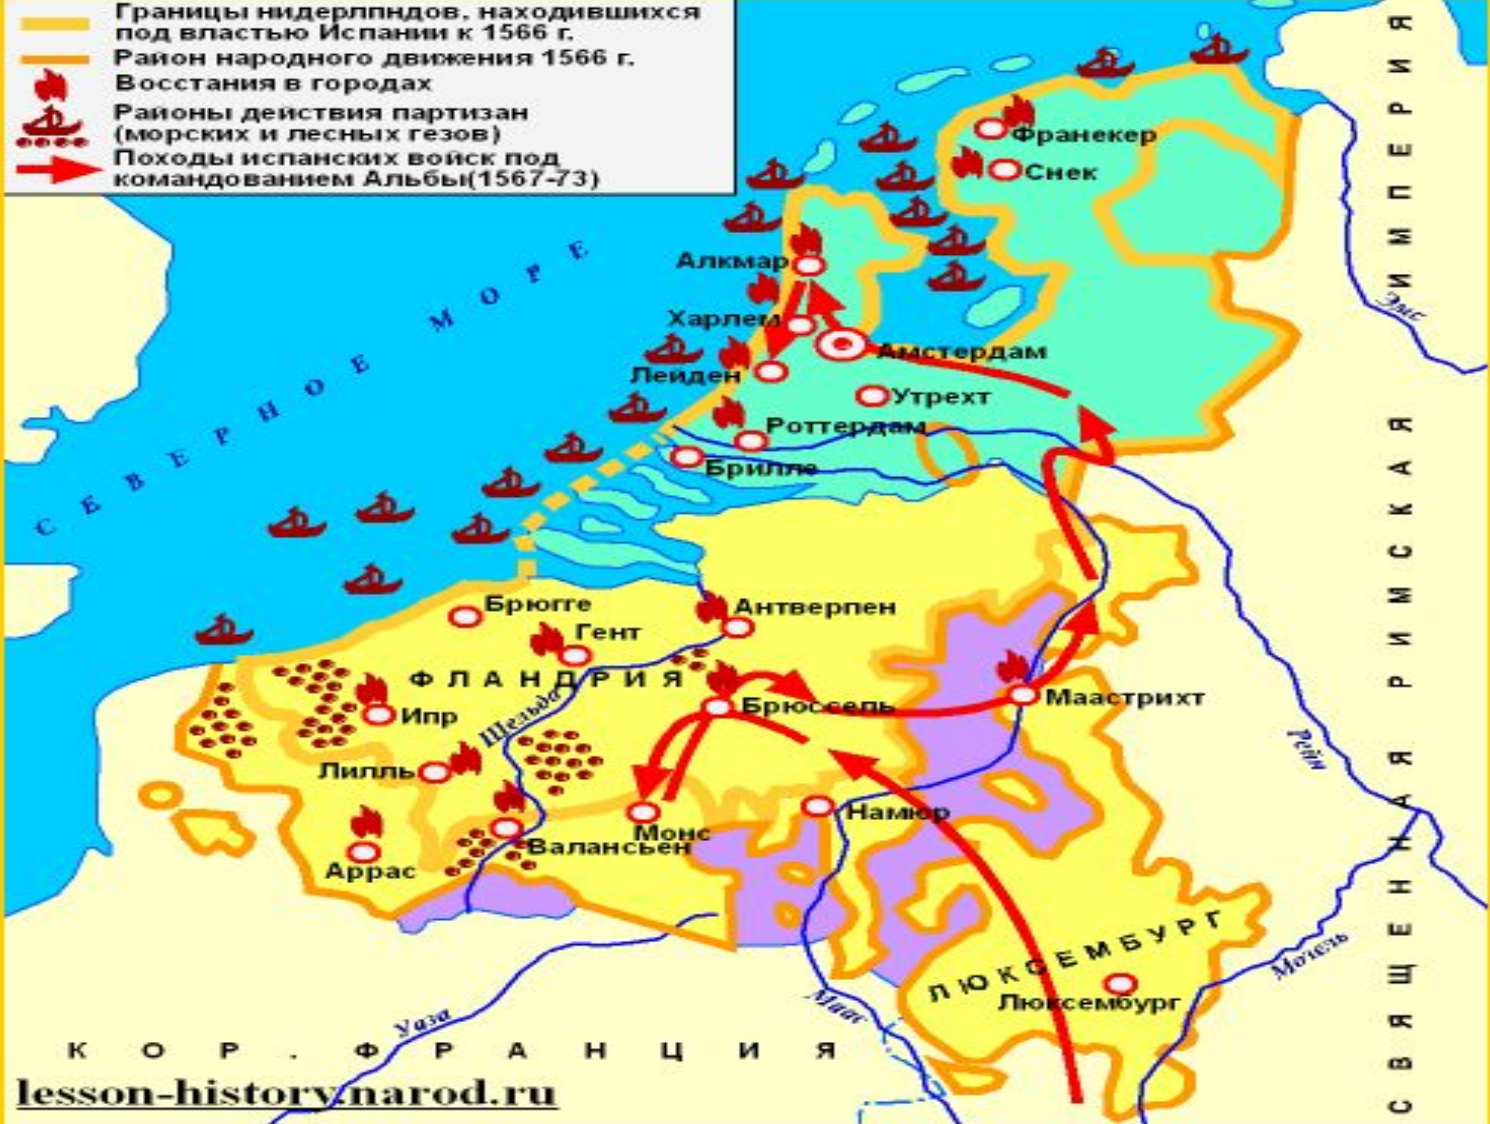 Границы нидерлпндов, находившихся
под властью Испании к 1566 г.
Район народного движения 1566 г.
Восстания в городах
Районы действия партизан
(морских и лесных гезов)
Походы испанских войск под
командованием Альбы(1567-73)
СЕВЕРНОЕ МОРЕ
Франекер
Снек
Алкмар
Харлем
Амстердам
Лейден
Утрехт
Роттердам
Брилле
Эмс
Брюгге
Антверпен
Гент
ФЛАНДРИЯ
Ипр
Шельда
Брюссель
Маастрихт
Рейн
Лилль
Монс
Намюр
Валансьен
Аррас
ЛЮКСЕМБУРГ
Люксембург
Мозель
Маас
Уаза
КОР. ФРАНЦИЯ
СВЯЩЕННАЯ РИМСКАЯ ИМПЕРИЯ
lesson-history.narod.ru